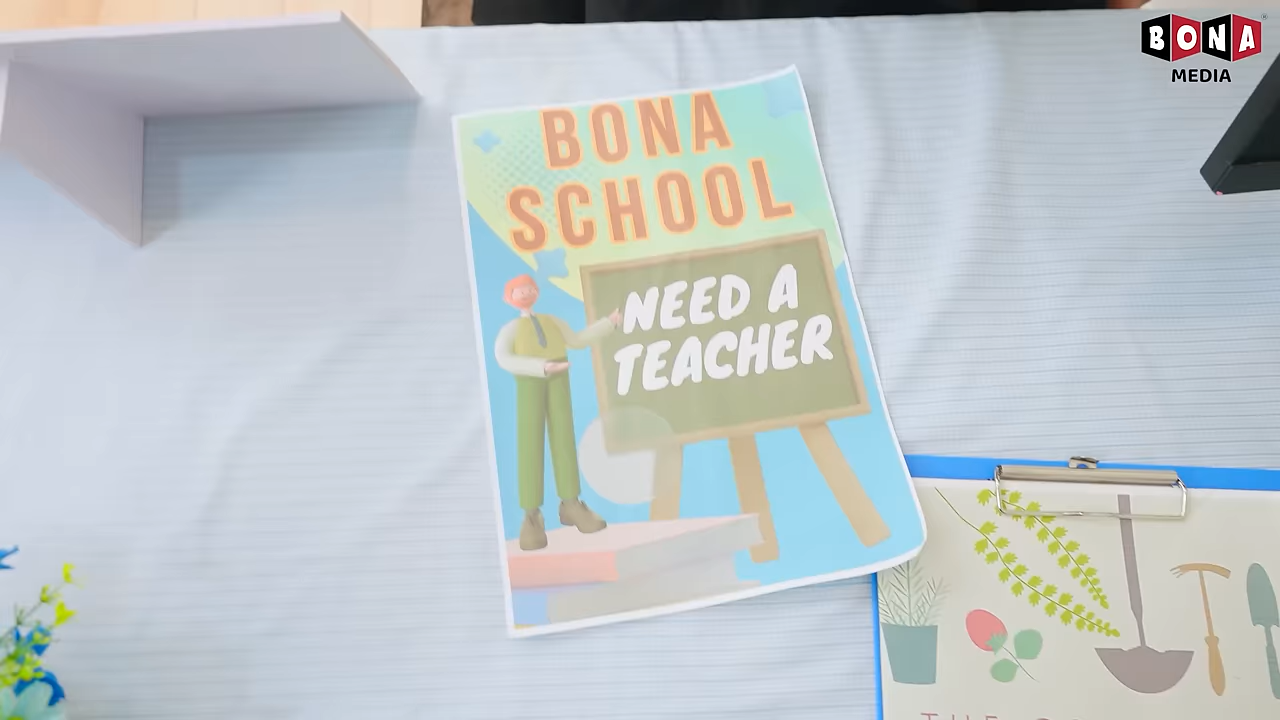 BONA
MEDIA
BONA
SCHOOL
NEED A
TEACHER